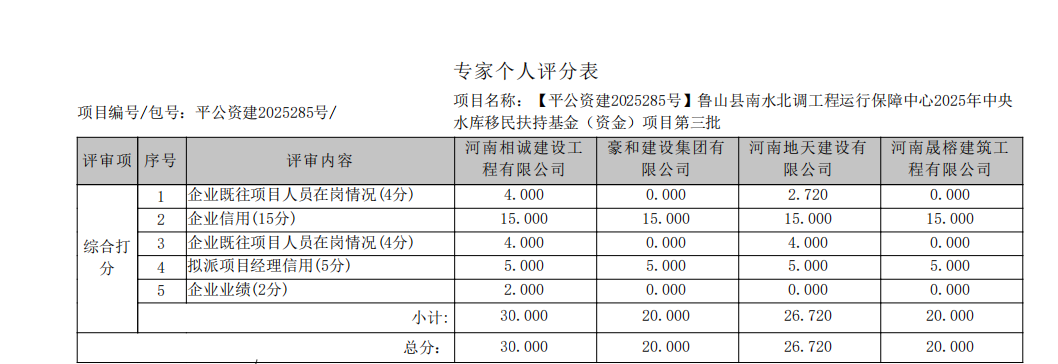 专家个人评分表
项目编号/包号：平公资建2025285号/
项目名称：【平公资建2025285号】鲁山县南水北调工程运行保障中心2025年中央
水库移民扶持基金（资金）项目第三批
评审项 序号 评审内容 河南相诚建设工 豪和建设集团有 河南地天建设有 河南晟榕建筑工
程有限公司 限公司 限公司 程有限公司
综合打
分
1 企业既往项目人员在岗情况(4分) 4.000 0.000 2.720 0.000
2 企业信用(15分) 15.000 15.000 15.000 15.000
3 企业既往项目人员在岗情况(4分) 4.000 0.000 4.000 0.000
4 拟派项目经理信用(5分) 5.000 5.000 5.000 5.000
5 企业业绩(2分) 2.000 0.000 0.000 0.000
小计: 30.000 20.000 26.720 20.000
总分: 30.000 20.000 26.720 20.000